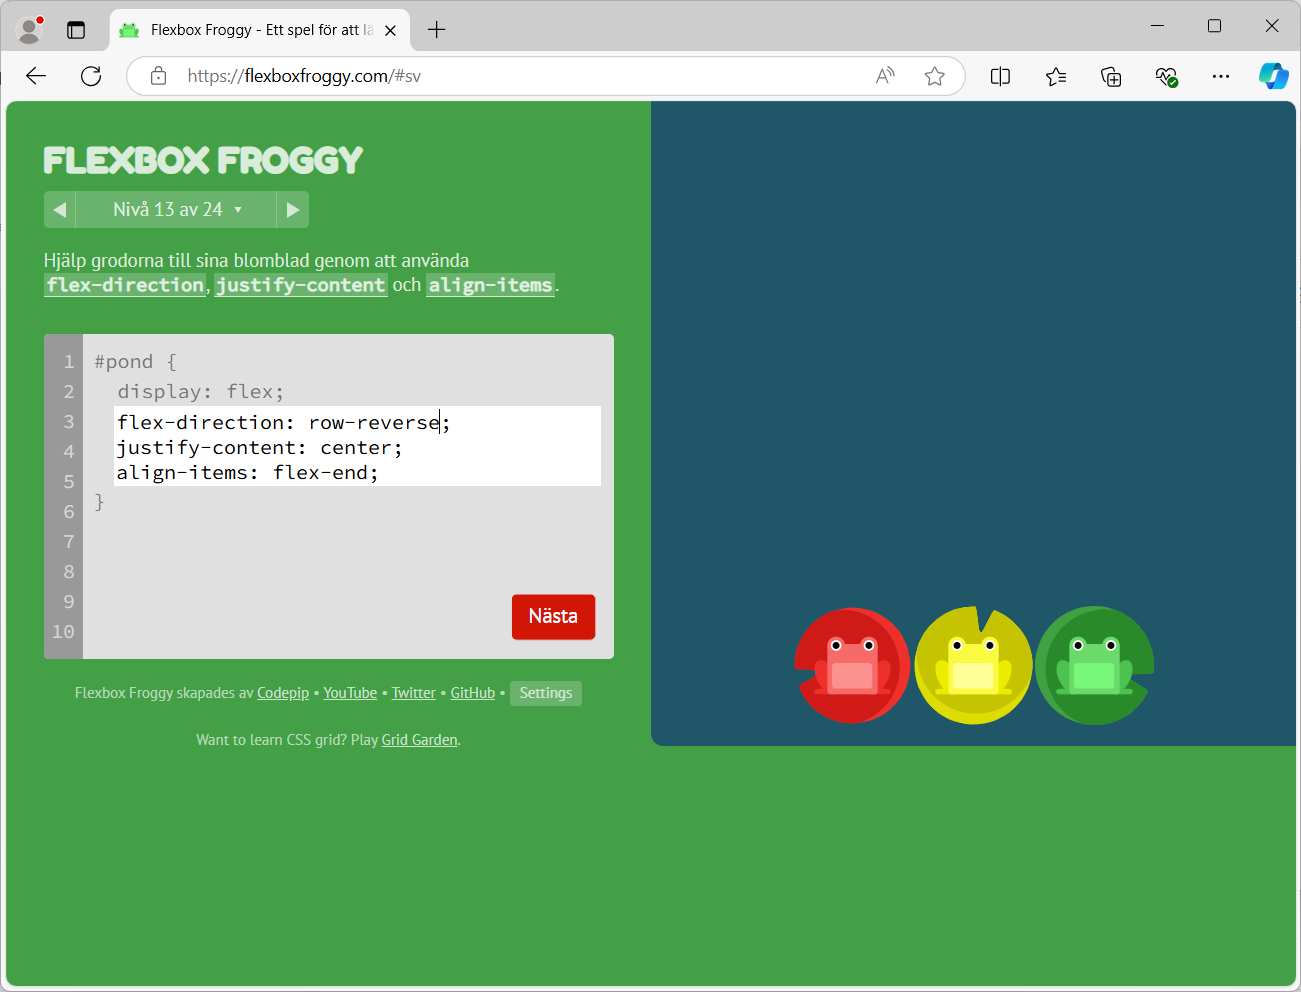 Flexbox Froggy - Ett spel för att lä
https://flexboxfroggy.com/#sv
FLEXBOX FROGGY
Nivå 13 av 24
Hjälp grodorna till sina blomblad genom att använda
flex-direction, justify-content och align-items.
1 #pond {
2 display: flex;
3 flex-direction: row-reverse;
4 justify-content: center;
5 align-items: flex-end;
6 }
7
8
9
10
Nästa
Flexbox Froggy skapades av Codepip • YouTube • Twitter • GitHub • Settings
Want to learn CSS grid? Play Grid Garden.